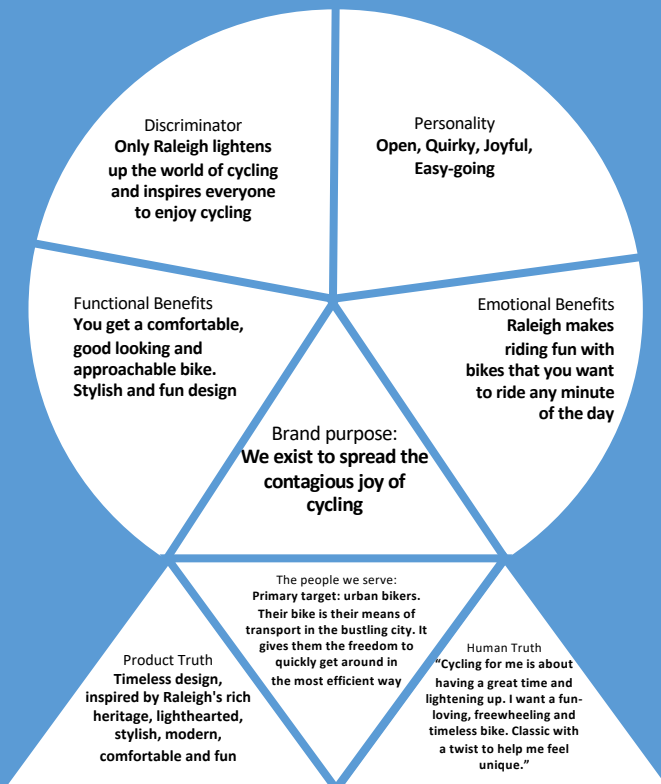 Discriminator
Only Raleigh lightens
up the world of cycling
and inspires everyone
to enjoy cycling
Personality
Open, Quirky, Joyful,
Easy-going
Functional Benefits
You get a comfortable,
good looking and
approachable bike.
Stylish and fun design
Emotional Benefits
Raleigh makes
riding fun with
bikes that you want
to ride any minute
of the day
Brand purpose:
We exist to spread the
contagious joy of
cycling
The people we serve:
Primary target: urban bikers.
Their bike is their means of
transport in the bustling city. It
gives them the freedom to
quickly get around in
the most efficient way
Product Truth
Timeless design,
inspired by Raleigh's rich
heritage, lighthearted,
stylish, modern,
comfortable and fun
Human Truth
“Cycling for me is about
having a great time and
lightening up. I want a fun-
loving, freewheeling and
timeless bike. Classic with
a twist to help me feel
unique.”